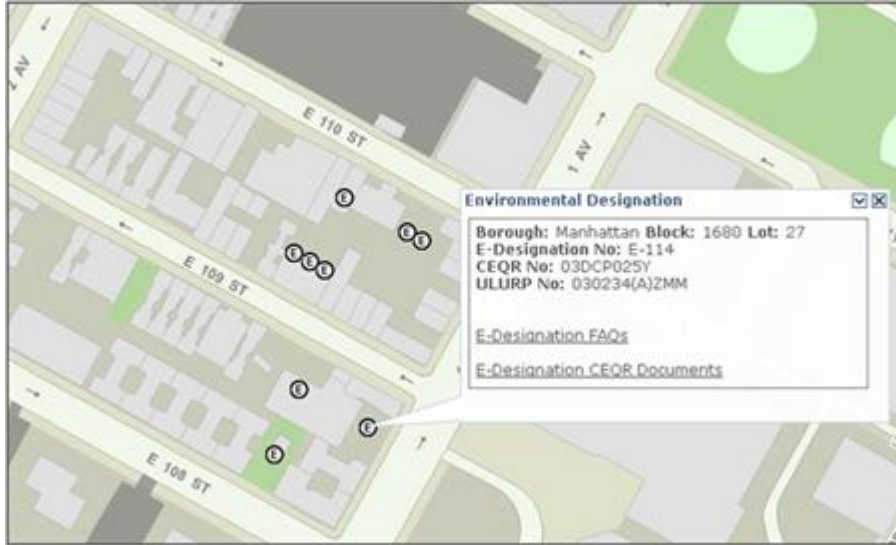 2 AV
E 110 ST
1 AV
E
E
E
E
E
E
E 109 ST
E
E
E
E 108 ST
Environmental Designation
Borough: Manhattan Block: 1680 Lot: 27
E-Designation No: E-114
CEQR No: 03DCP025Y
ULURP No: 030234(A)ZMM
E-Designation FAQs
E-Designation CEQR Documents